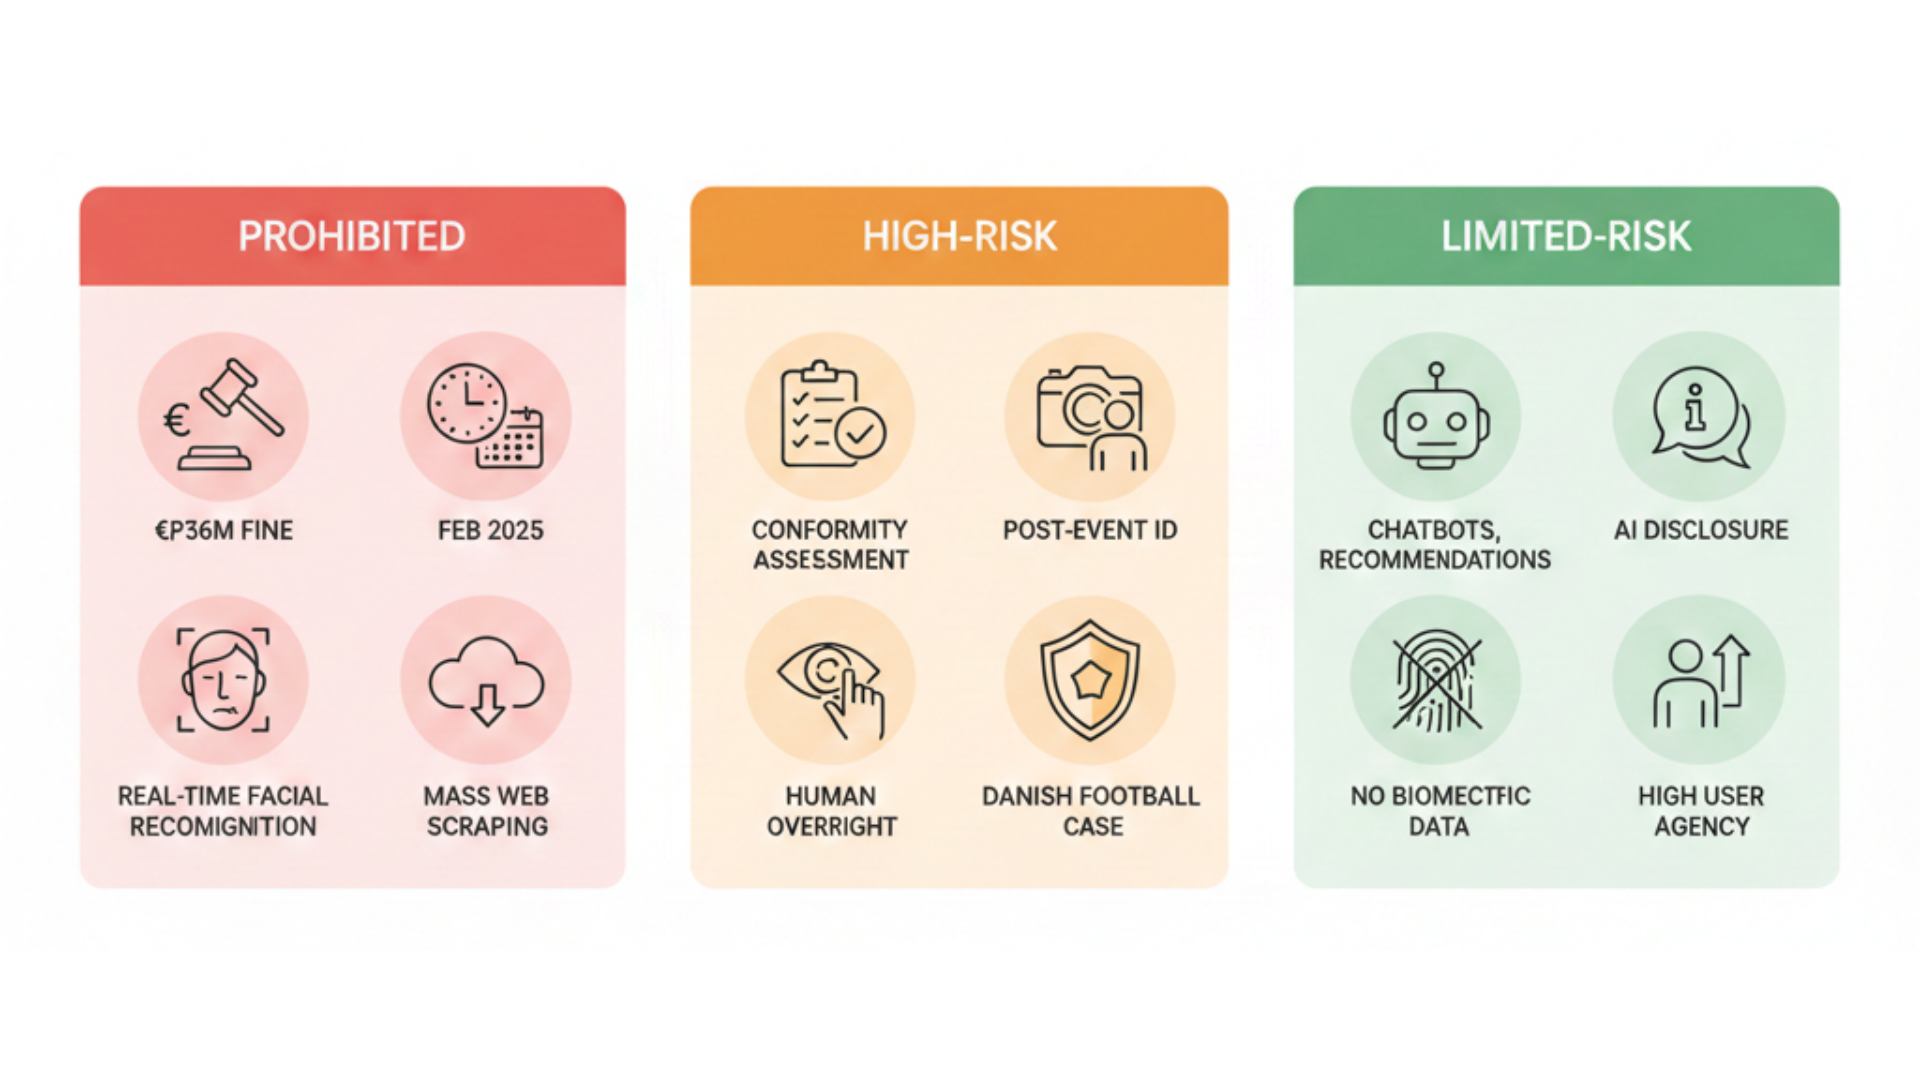 PROHIBITED
€P36M FINE
FEB 2025
REAL-TIME FACIAL
RECOMIGNITION
MASS WEB
SCRAPING
HIGH-RISK
CONFORMITY
ASSESSMENT
POST-EVENT ID
HUMAN
OVERRIGHT
DANISH FOOTBALL
CASE
LIMITED-RISK
CHATBOTS,
RECOMMENDATIONS
AI DISCLOSURE
NO BIOMECTFIC
DATA
HIGH USER
AGENCY